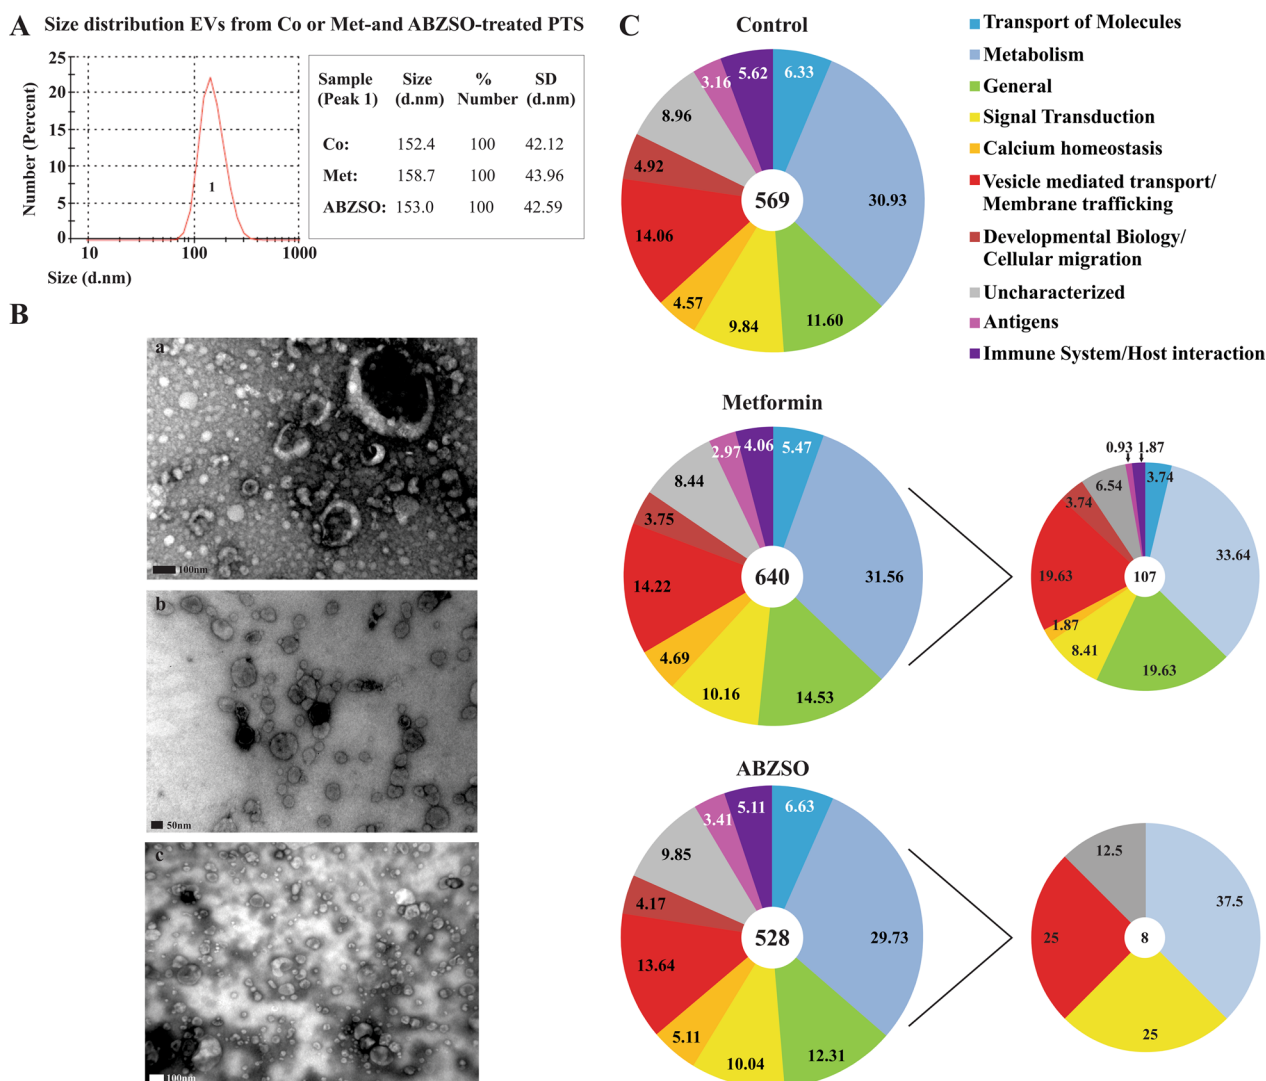 A Size distribution EVs from Co or Met-and ABZSO-treated PTS
25
20
15
10
5
0
Number (Percent)
1
10 100 1000
Size (d.nm)
Sample Size % SD
(Peak 1) (d.nm) Number (d.nm)
Co: 152.4 100 42.12
Met: 158.7 100 43.96
ABZSO: 153.0 100 42.59
B
a
100nm
b
50nm
c
100nm
C
Control
6.33
30.93
11.60
9.84
4.57
14.06
4.92
8.96
3.16
5.62
569
Transport of Molecules
Metabolism
General
Signal Transduction
Calcium homeostasis
Vesicle mediated transport/
Membrane trafficking
Developmental Biology/
Cellular migration
Uncharacterized
Antigens
Immune System/Host interaction
Metformin
5.47
31.56
14.53
10.16
4.69
14.22
3.75
8.44
2.97
4.06
640
0.93 1.87
3.74
33.64
19.63
8.41
1.87
19.63
3.74
6.54
107
ABZSO
6.63
29.73
12.31
10.04
5.11
13.64
4.17
9.85
3.41
5.11
528
37.5
25
25
12.5
8